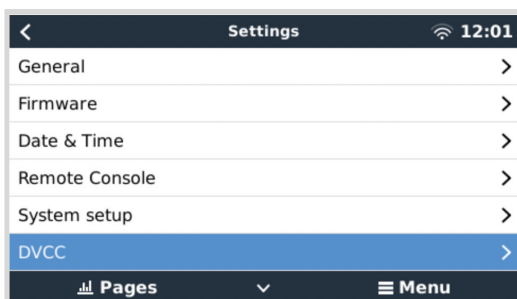 Settings 12:01
General
Firmware
Date & Time
Remote Console
System setup
DVCC
Pages Menu